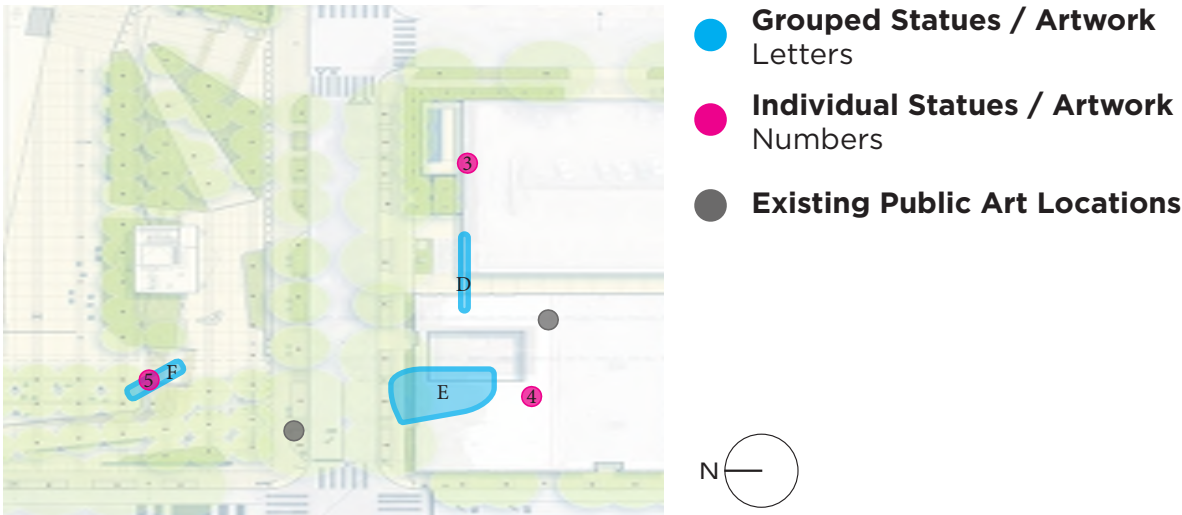 3
D
5
F
E
4
Grouped Statues / Artwork
Letters
Individual Statues / Artwork
Numbers
Existing Public Art Locations
N